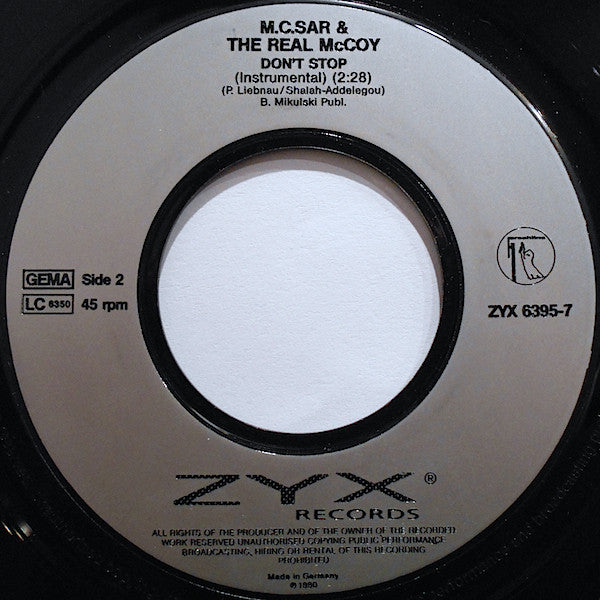 M.C.SAR &
THE REAL McCOY
DON'T STOP
(Instrumental) (2:28)
(P. Liebnau/Shalah-Addelegou)
B. Mikulski Publ.
GEMA Side 2
LC 6350 45 rpm
ZYX 6395-7
ZYX®
RECORDS
ALL RIGHTS OF THE PRODUCER AND OF THE OWNER OF THE RECORDED
WORK RESERVED UNAUTHORISED COPYING PUBLIC PERFORMANCE
BROADCASTING, HIRING OR RENTAL OF THIS RECORDING
PROHIBITED
Made in Germany
℗ 1990